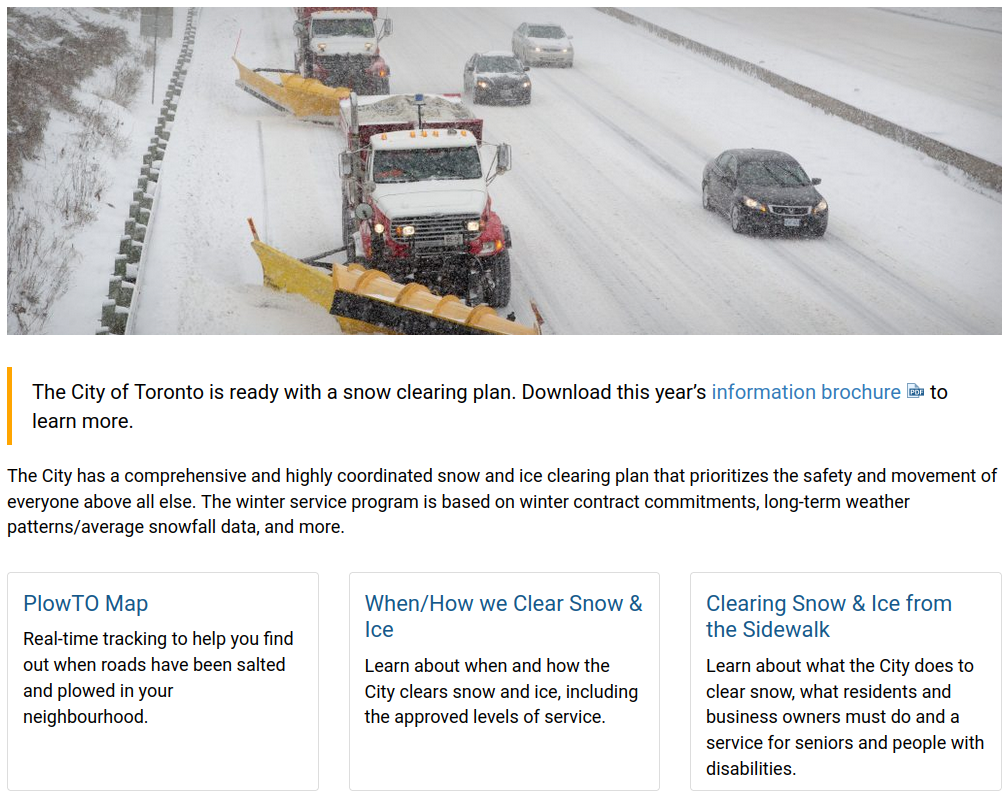 The City of Toronto is ready with a snow clearing plan. Download this year’s information brochure PDF to
learn more.
The City has a comprehensive and highly coordinated snow and ice clearing plan that prioritizes the safety and movement of
everyone above all else. The winter service program is based on winter contract commitments, long-term weather
patterns/average snowfall data, and more.
PlowTO Map
Real-time tracking to help you find
out when roads have been salted
and plowed in your
neighbourhood.
When/How we Clear Snow &
Ice
Learn about when and how the
City clears snow and ice, including
the approved levels of service.
Clearing Snow & Ice from
the Sidewalk
Learn about what the City does to
clear snow, what residents and
business owners must do and a
service for seniors and people with
disabilities.